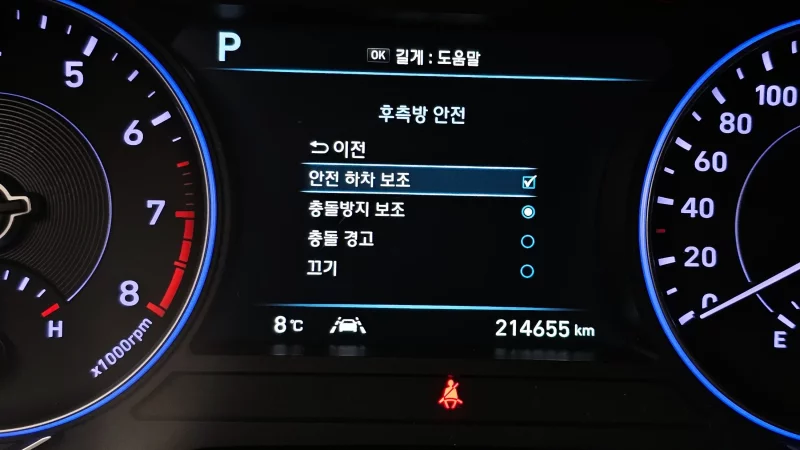 P
OK 길게 : 도움말
후측방 안전
이전
안전 하차 보조
충돌방지 보조
충돌 경고
끄기
8℃
214655 km
5
6
7
8
x1000rpm
H
100
80
60
40
20
0
E